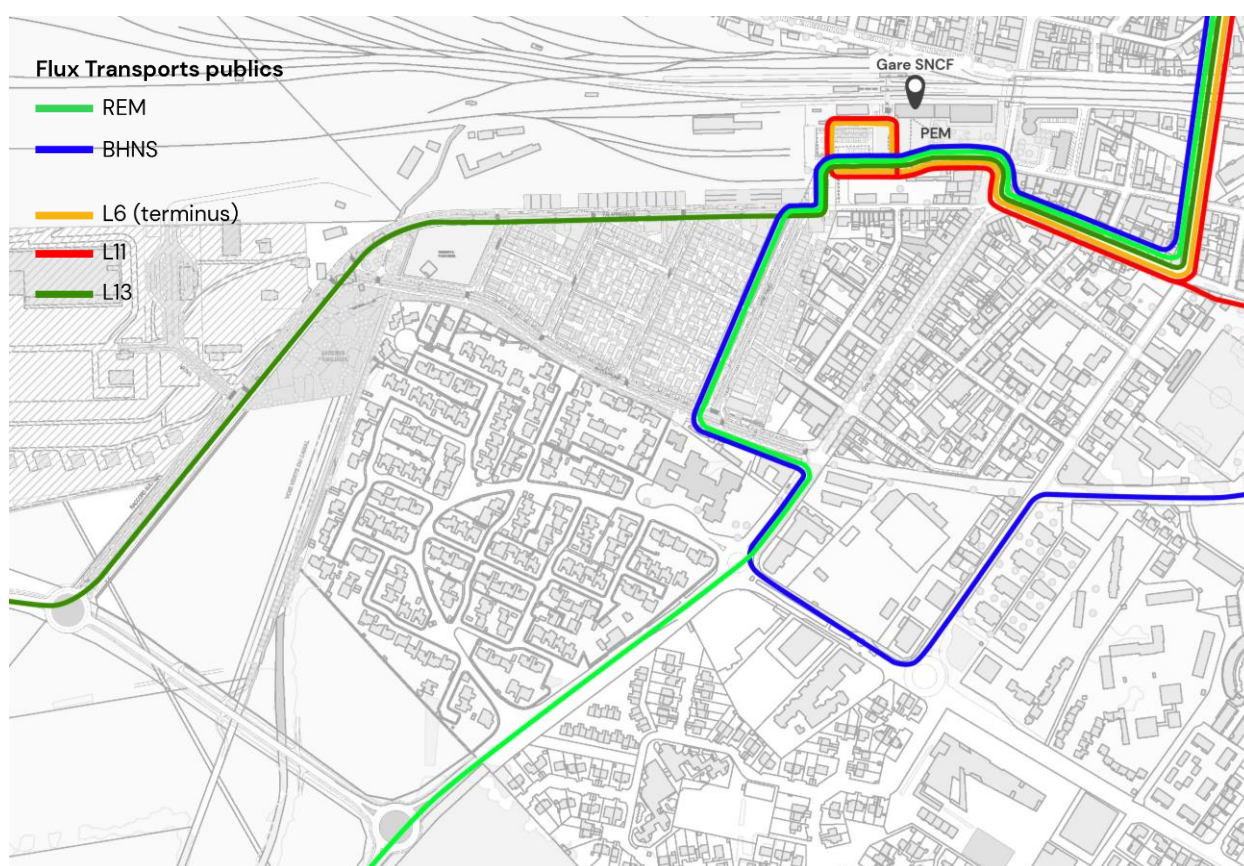 Flux Transports publics
REM
BHNS
L6 (terminus)
L11
L13
Gare SNCF
PEM